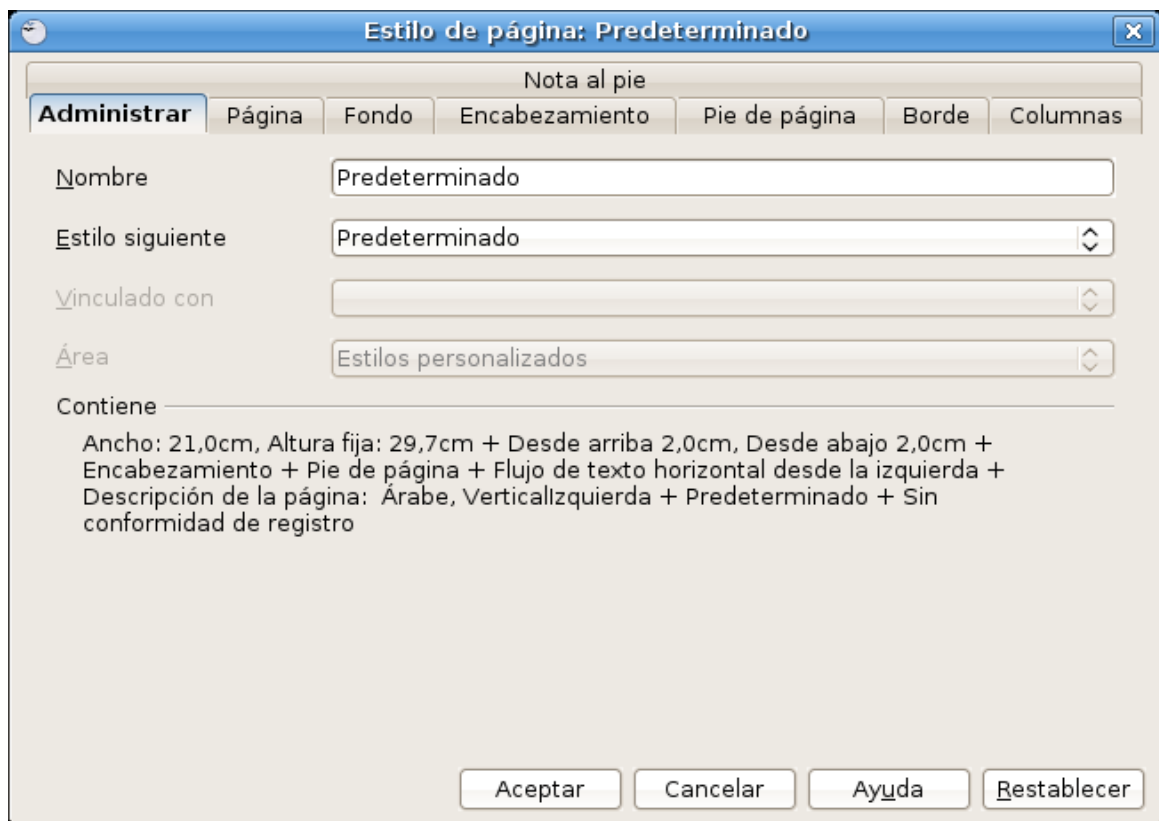 Estilo de página: Predeterminado
Nota al pie
Administrar Página Fondo Encabezamiento Pie de página Borde Columnas
Nombre Predeterminado
Estilo siguiente Predeterminado
Vinculado con
Área Estilos personalizados
Contiene
Ancho: 21,0cm, Altura fija: 29,7cm + Desde arriba 2,0cm, Desde abajo 2,0cm +
Encabezamiento + Pie de página + Flujo de texto horizontal desde la izquierda +
Descripción de la página:  Árabe, VerticalIzquierda + Predeterminado + Sin
conformidad de registro
Aceptar Cancelar Ayuda Restablecer